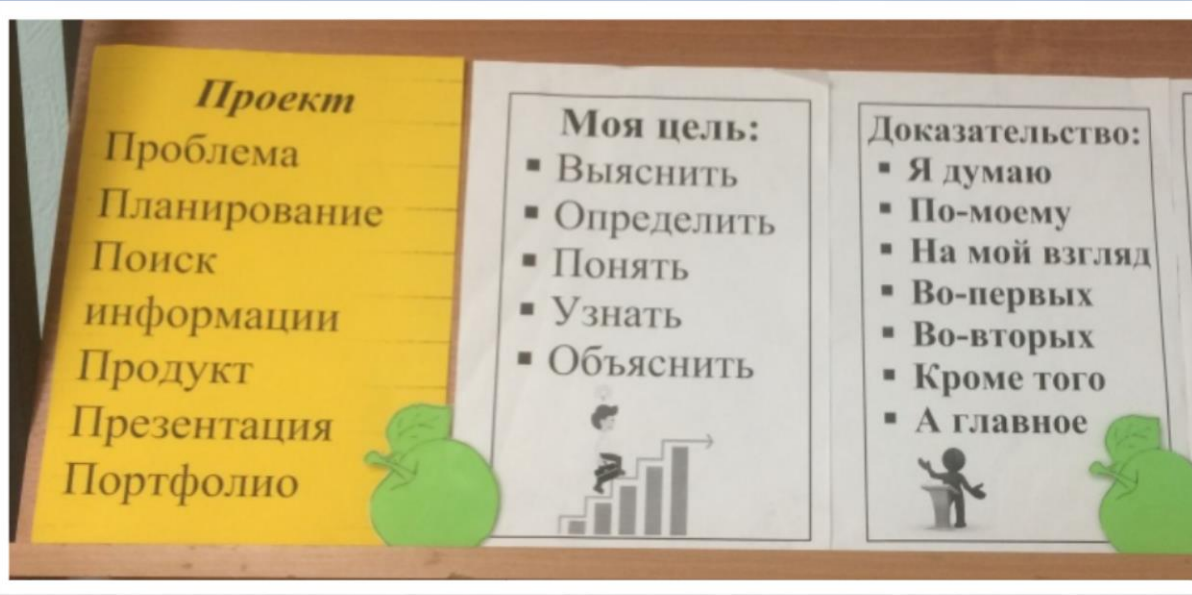 Проект
Проблема
Планирование
Поиск
информации
Продукт
Презентация
Портфолио
Моя цель:
▪ Выяснить
▪ Определить
▪ Понять
▪ Узнать
▪ Объяснить
Доказательство:
▪ Я думаю
▪ По-моему
▪ На мой взгляд
▪ Во-первых
▪ Во-вторых
▪ Кроме того
▪ А главное